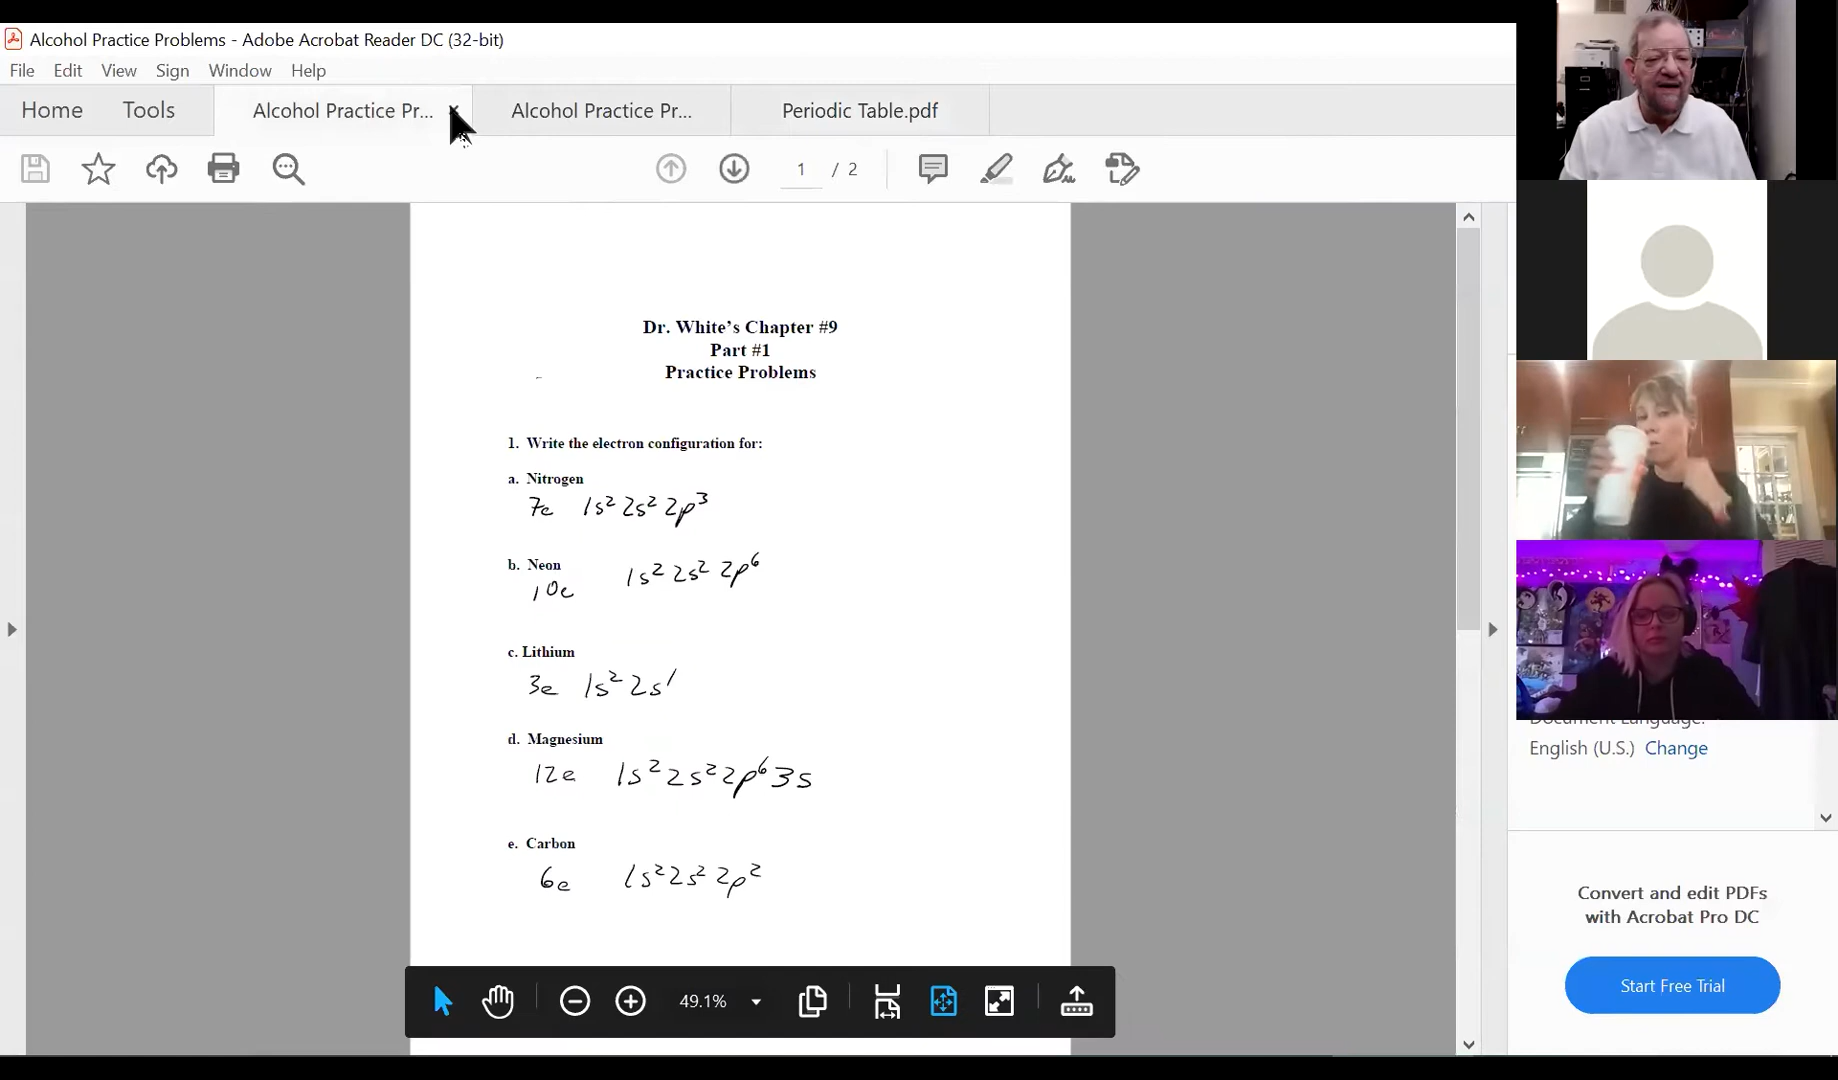 Alcohol Practice Problems - Adobe Acrobat Reader DC (32-bit)
File Edit View Sign Window Help
Home Tools Alcohol Practice Pr... Alcohol Practice Pr... Periodic Table.pdf
1 / 2
Dr. White's Chapter #9
Part #1
Practice Problems
1. Write the electron configuration for:
a. Nitrogen
7e 1s² 2s² 2p³
b. Neon
10e 1s² 2s² 2p⁶
c. Lithium
3e 1s² 2s¹
d. Magnesium
12e 1s² 2s² 2p⁶ 3s
e. Carbon
6e 1s² 2s² 2p²
49.1%
Document Language:
English (U.S.) Change
Convert and edit PDFs
with Acrobat Pro DC
Start Free Trial